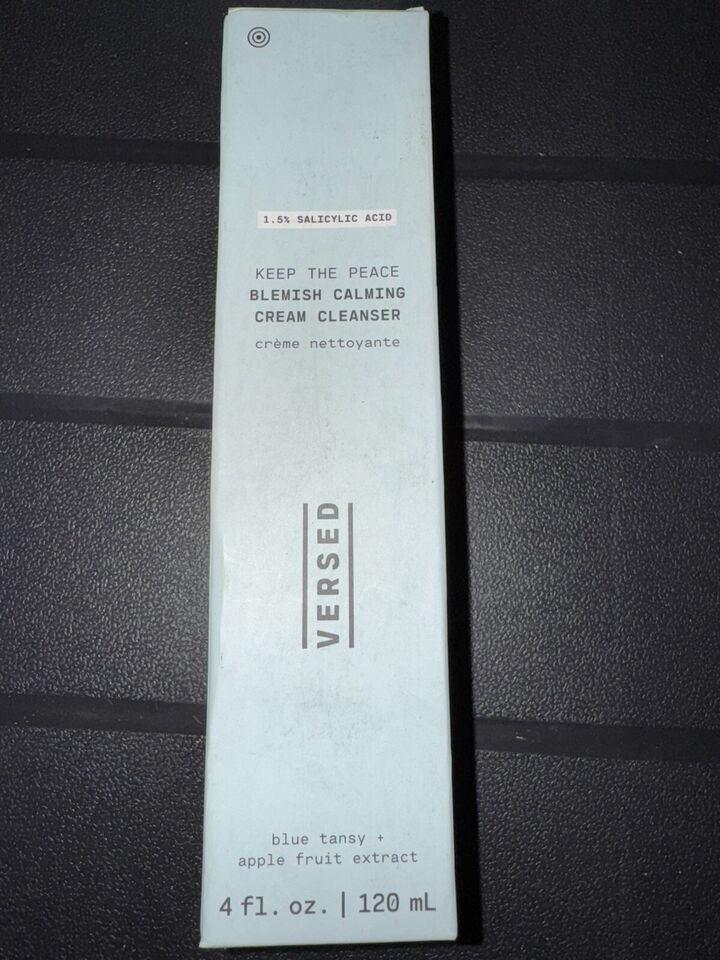 1.5% SALICYLIC ACID
KEEP THE PEACE
BLEMISH CALMING
CREAM CLEANSER
crème nettoyante
VERSED
blue tansy +
apple fruit extract
4 fl. oz. | 120 mL